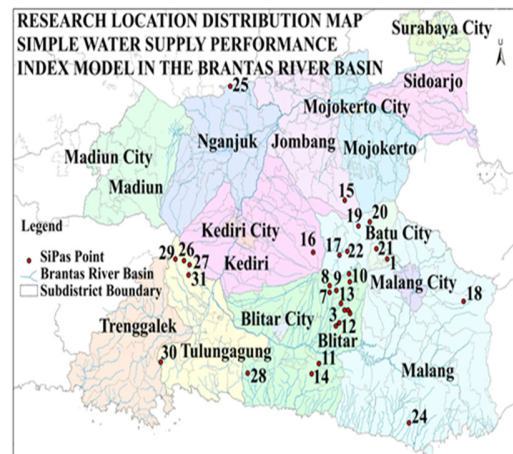 RESEARCH LOCATION DISTRIBUTION MAP
SIMPLE WATER SUPPLY PERFORMANCE
INDEX MODEL IN THE BRANTAS RIVER BASIN
Surabaya City
U
Sidoarjo
25
Mojokerto City
Nganjuk
Jombang
Mojokerto
Madiun City
Madiun
15
19
20
Legend
Kediri City
Batu City
SiPas Point
29
26
16
17
22
21
Brantas River Basin
27
Kediri
1
Subdistrict Boundary
31
8
9
10
Malang City
7
13
18
Trenggalek
Blitar City
3
12
Tulungagung
Blitar
30
11
Malang
28
14
24